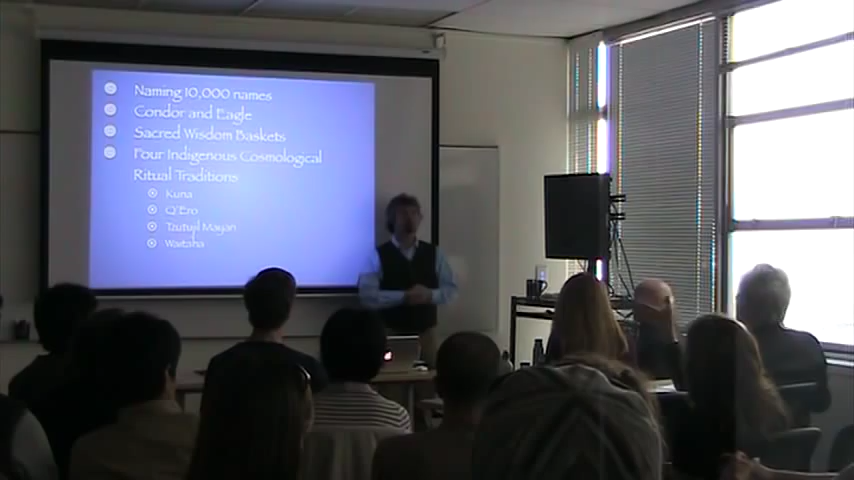 Naming 10,000 names
Condor and Eagle
Sacred Wisdom Baskets
Four Indigenous Cosmological
Ritual Traditions
Kuna
Q'Ero
Tzutujil Mayan
Waitaha